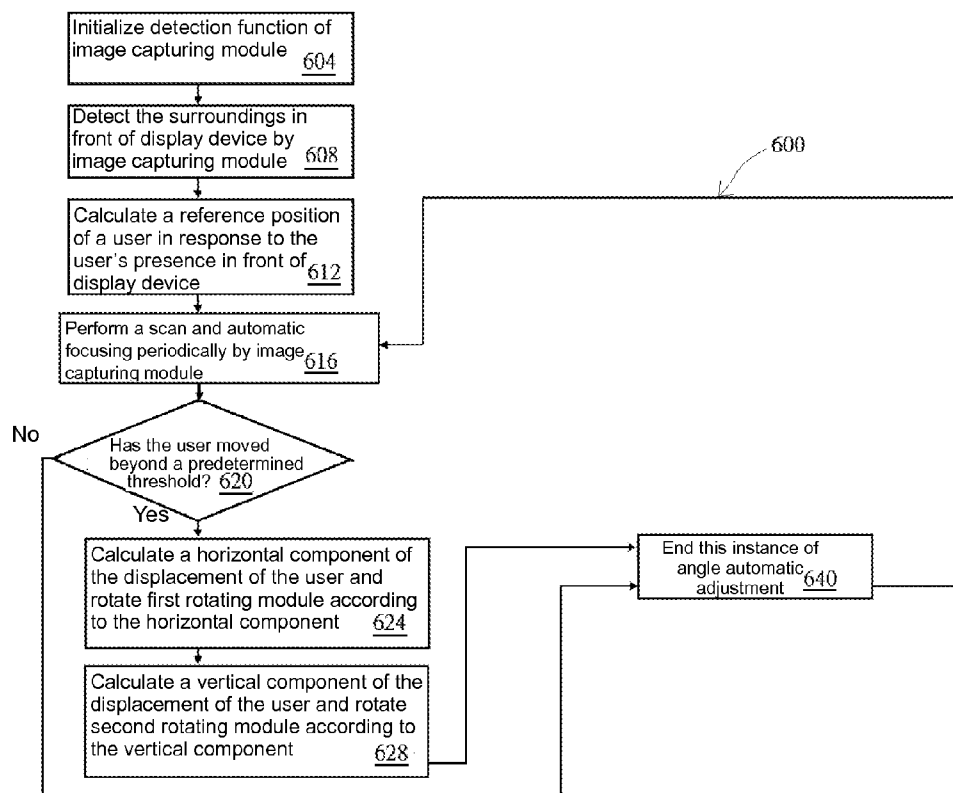 Initialize detection function of
image capturing module 604
Detect the surroundings in
front of display device by
image capturing module 608
600
Calculate a reference position
of a user in response to the
user's presence in front of
display device 612
Perform a scan and automatic
focusing periodically by image
capturing module 616
No
Has the user moved
beyond a predetermined
threshold? 620
Yes
Calculate a horizontal component of
the displacement of the user and
rotate first rotating module according
to the horizontal component 624
End this instance of
angle automatic
adjustment 640
Calculate a vertical component of the
displacement of the user and rotate
second rotating module according to
the vertical component 628